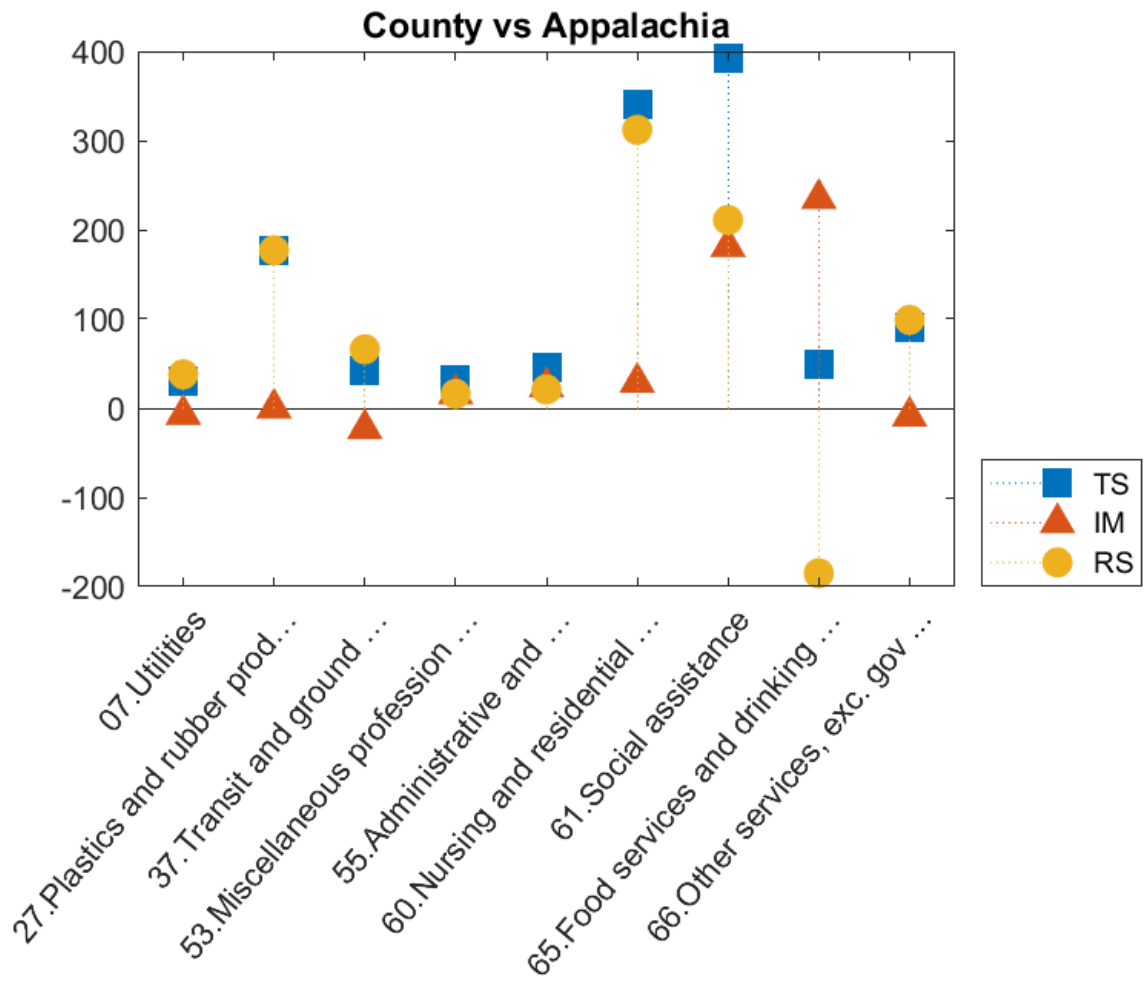 County vs Appalachia
400
300
200
100
0
-100
-200
07.Utilities
27.Plastics and rubber prod...
37.Transit and ground ...
53.Miscellaneous profession ...
55.Administrative and ...
60.Nursing and residential ...
61.Social assistance
65.Food services and drinking ...
66.Other services, exc. gov ...
TS
IM
RS